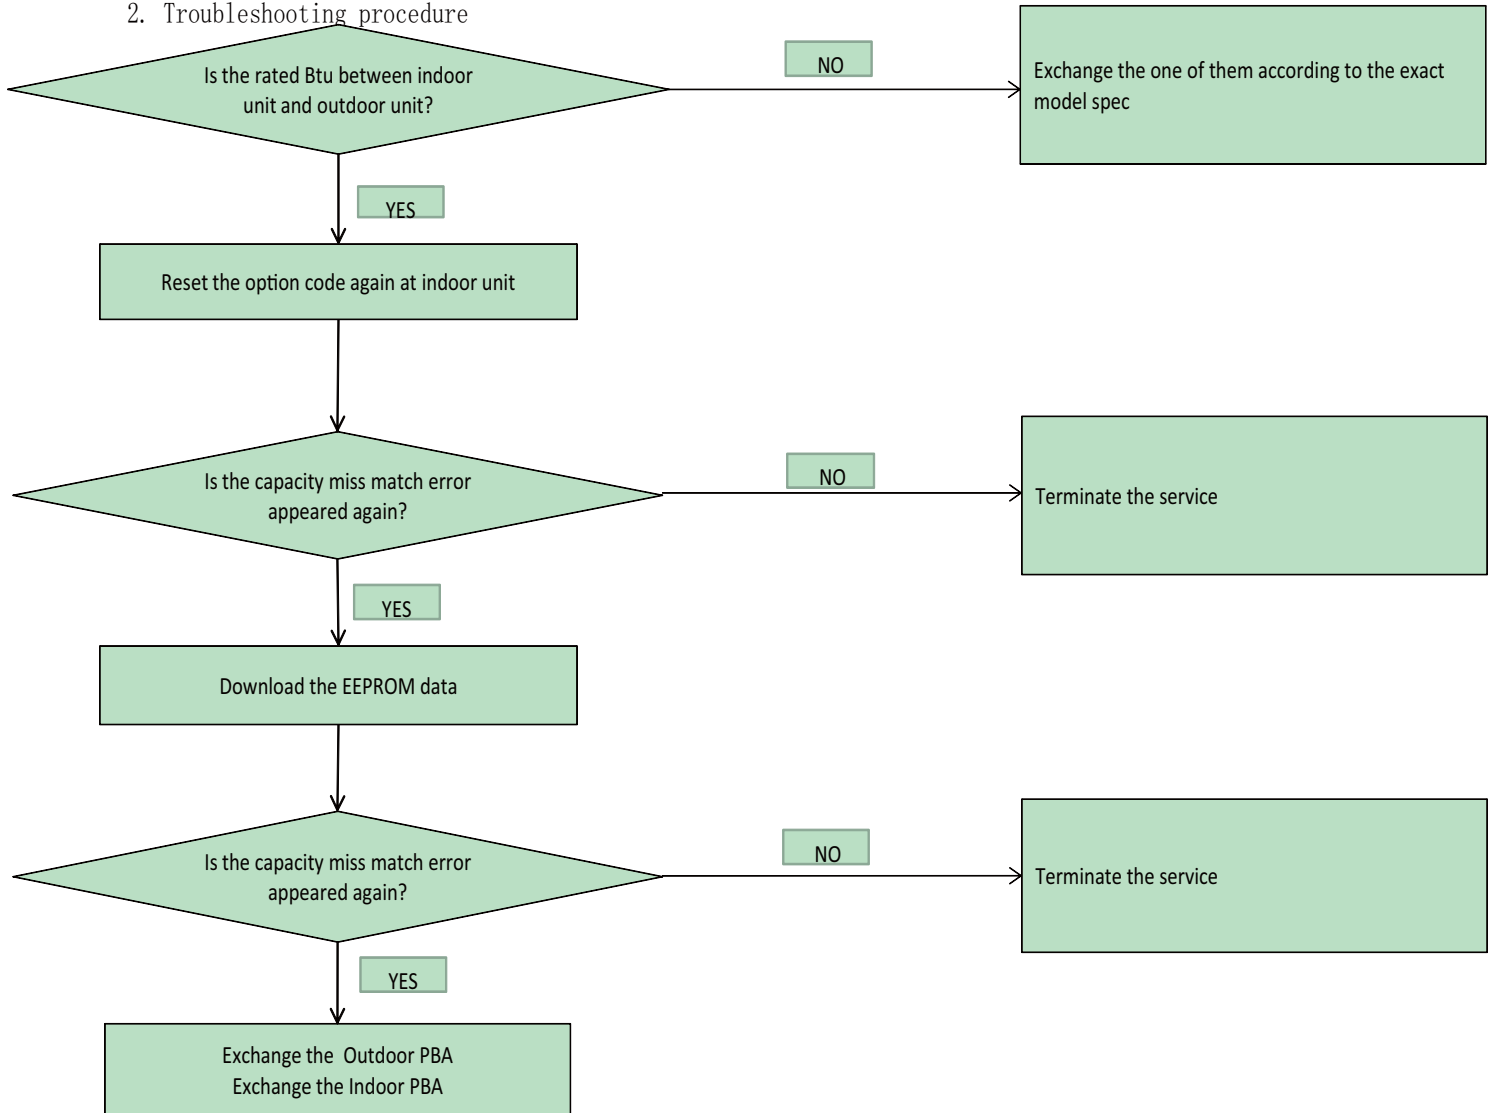 2. Troubleshooting procedure
Is the rated Btu between indoor
unit and outdoor unit?
NO
Exchange the one of them according to the exact
model spec
YES
Reset the option code again at indoor unit
Is the capacity miss match error
appeared again?
NO
Terminate the service
YES
Download the EEPROM data
Is the capacity miss match error
appeared again?
NO
Terminate the service
YES
Exchange the  Outdoor PBA
Exchange the Indoor PBA